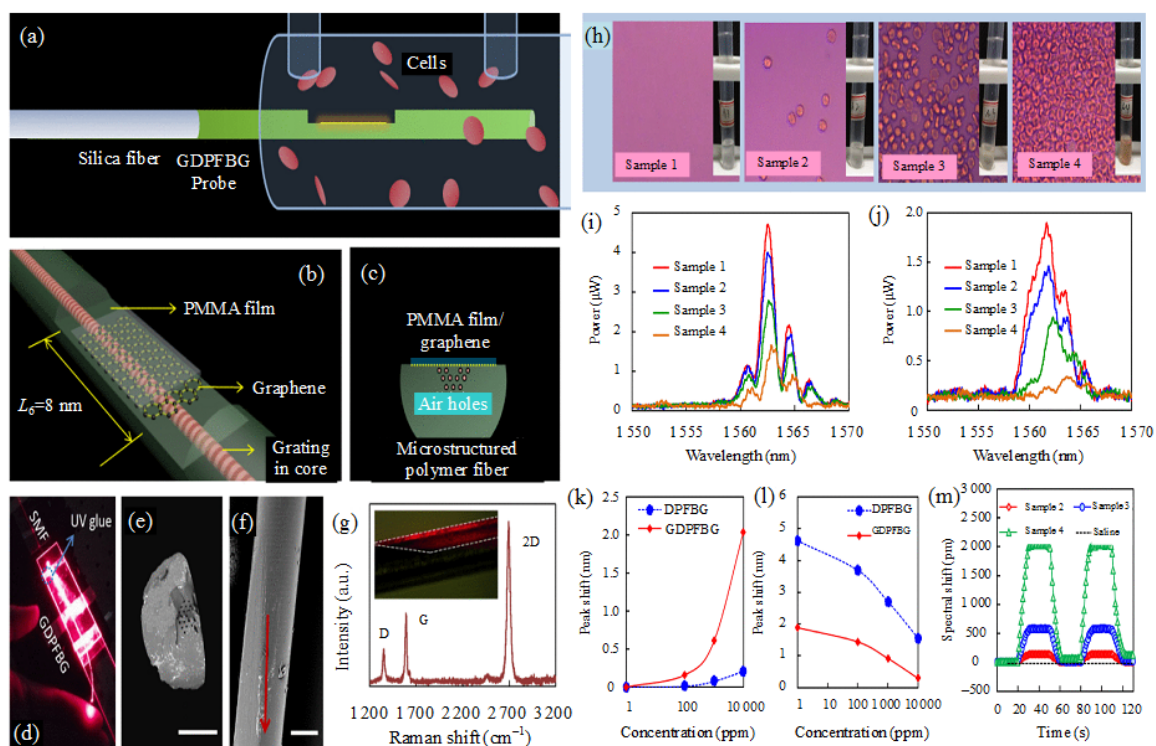 (a)
Cells
Silica fiber
GDPFBG
Probe
(b)
PMMA film
Graphene
L6=8 nm
Grating
in core
(c)
PMMA film/
graphene
Air holes
Microstructured
polymer fiber
(d)
SMF
UV glue
GDPFBG
(e)
(f)
(g)
Intensity (a.u.)
D
G
2D
1 200 1 700 2 200 2 700 3 200
Raman shift (cm−1)
(h)
Sample 1
Sample 2
Sample 3
Sample 4
(i)
Power (μW)
5
4
3
2
1
0
Sample 1
Sample 2
Sample 3
Sample 4
1 550 1 555 1 560 1 565 1 570
Wavelength (nm)
(j)
Power (μW)
2.0
1.5
1.0
0.5
0
Sample 1
Sample 2
Sample 3
Sample 4
1 550 1 555 1 560 1 565 1 570
Wavelength (nm)
(k)
Peak shift (nm)
2.5
2.0
1.5
1.0
0.5
0
DPFBG
GDPFBG
1 100 10 000
Concentration (ppm)
(l)
Peak shift (nm)
6
5
4
3
2
1
0
DPFBG
GDPFBG
1 100 1 000 10000
Concentration (ppm)
(m)
Spectral shift (pm)
3 000
2 500
2 000
1 500
1 000
500
0
−500
Sample 2 Sample 3
Sample 4 Saline
0 20 40 60 80 100 120
Time (s)